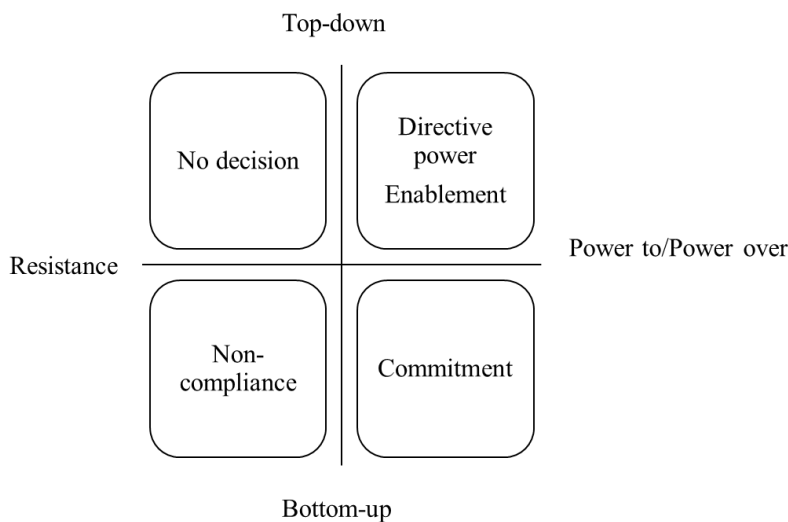 Top-down
No decision
Directive
power
Enablement
Resistance
Power to/Power over
Non-
compliance
Commitment
Bottom-up